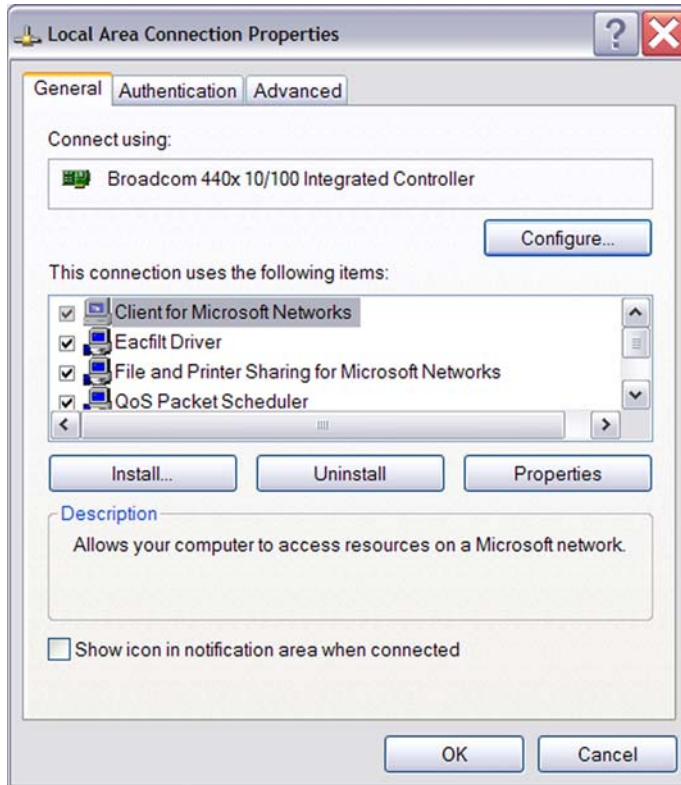 Local Area Connection Properties
General Authentication Advanced
Connect using:
Broadcom 440x 10/100 Integrated Controller
Configure...
This connection uses the following items:
Client for Microsoft Networks
Eacfilt Driver
File and Printer Sharing for Microsoft Networks
QoS Packet Scheduler
Install... Uninstall Properties
Description
Allows your computer to access resources on a Microsoft network.
Show icon in notification area when connected
OK Cancel